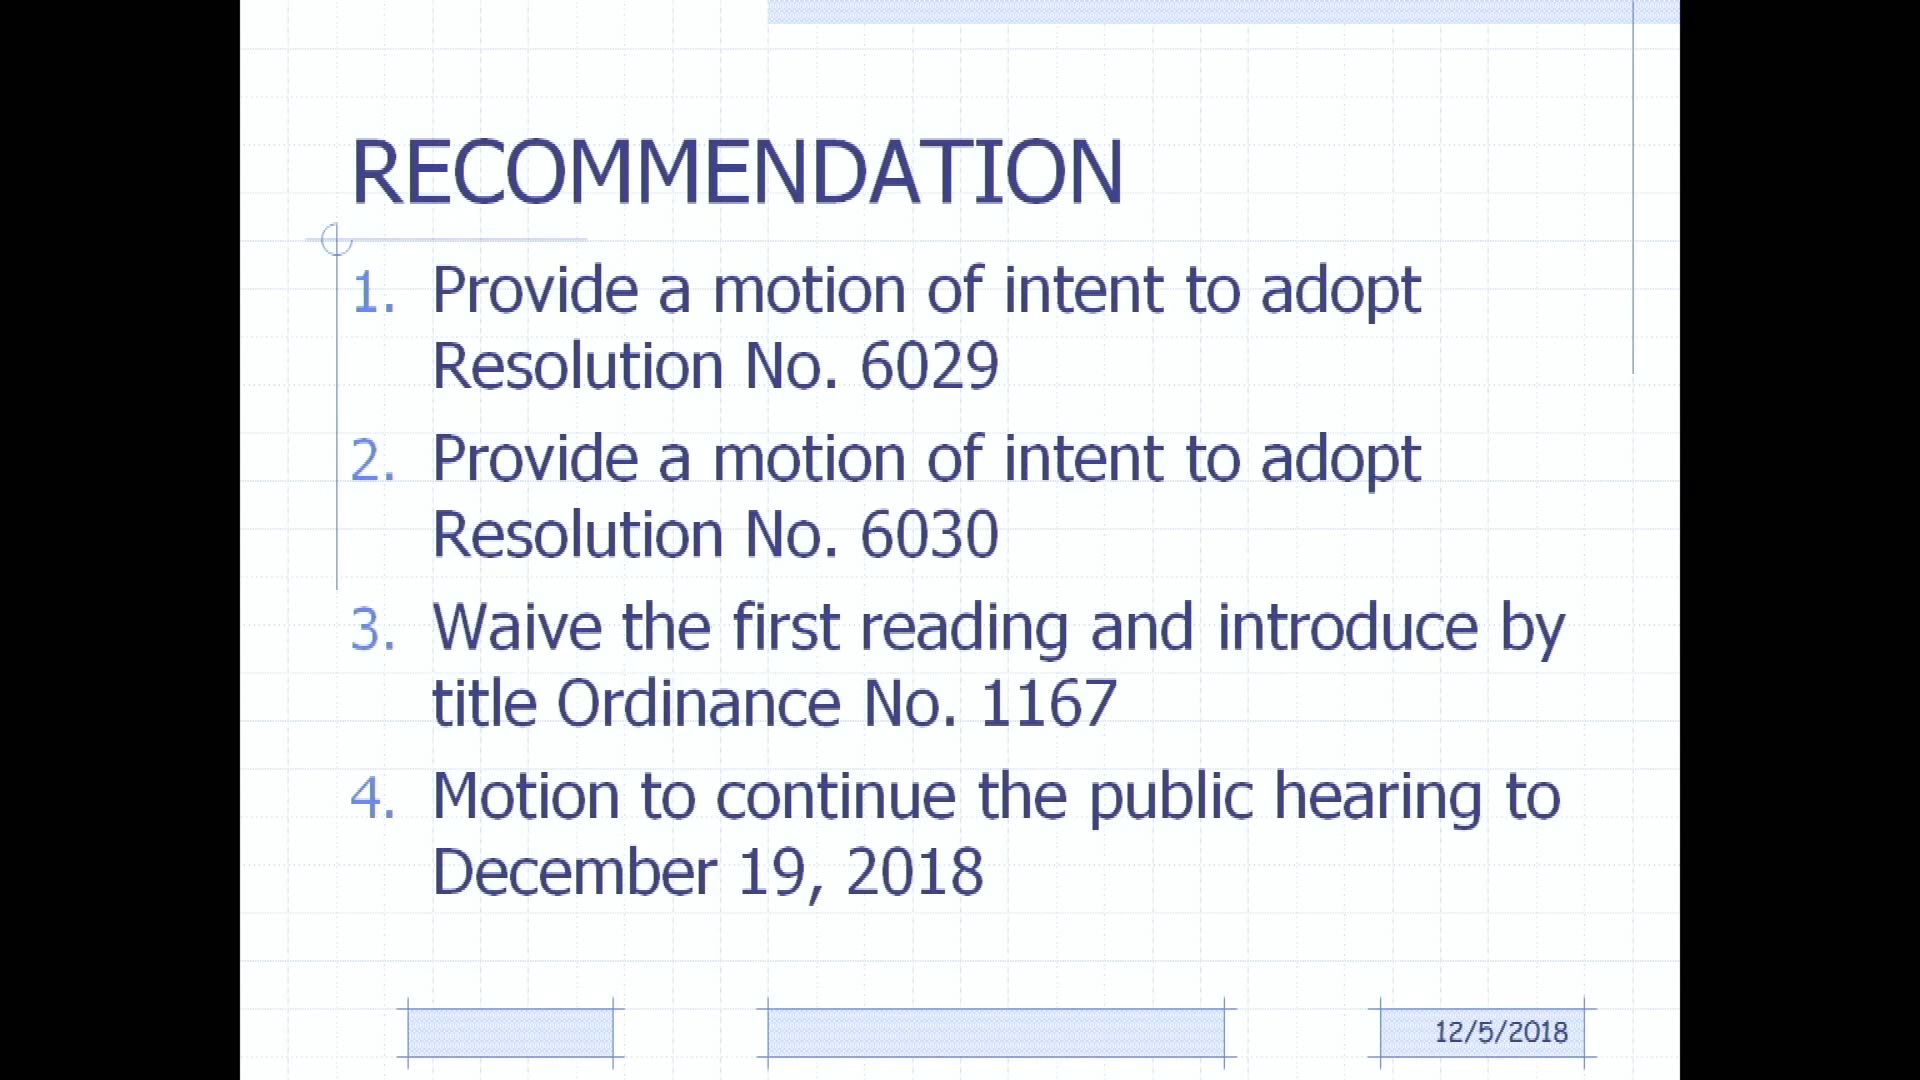 RECOMMENDATION
1. Provide a motion of intent to adopt
Resolution No. 6029
2. Provide a motion of intent to adopt
Resolution No. 6030
3. Waive the first reading and introduce by
title Ordinance No. 1167
4. Motion to continue the public hearing to
December 19, 2018
12/5/2018